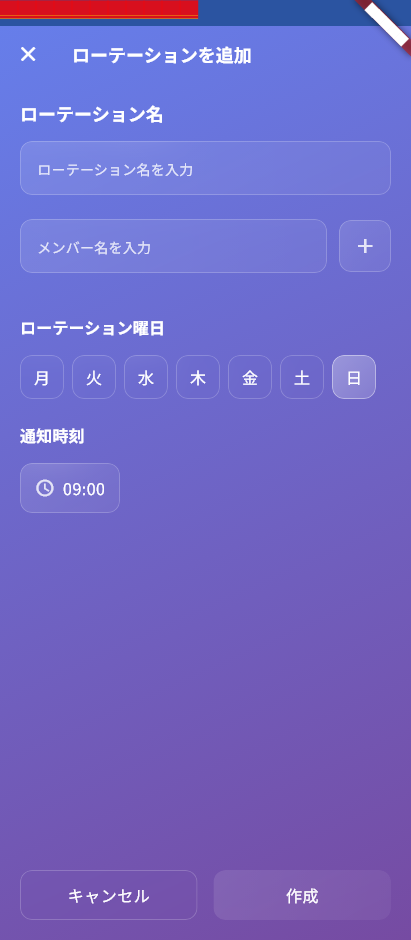 ローテーションを追加
ローテーション名
ローテーション名を入力
メンバー名を入力
ローテーション曜日
月 火 水 木 金 土 日
通知時刻
09:00
キャンセル 作成